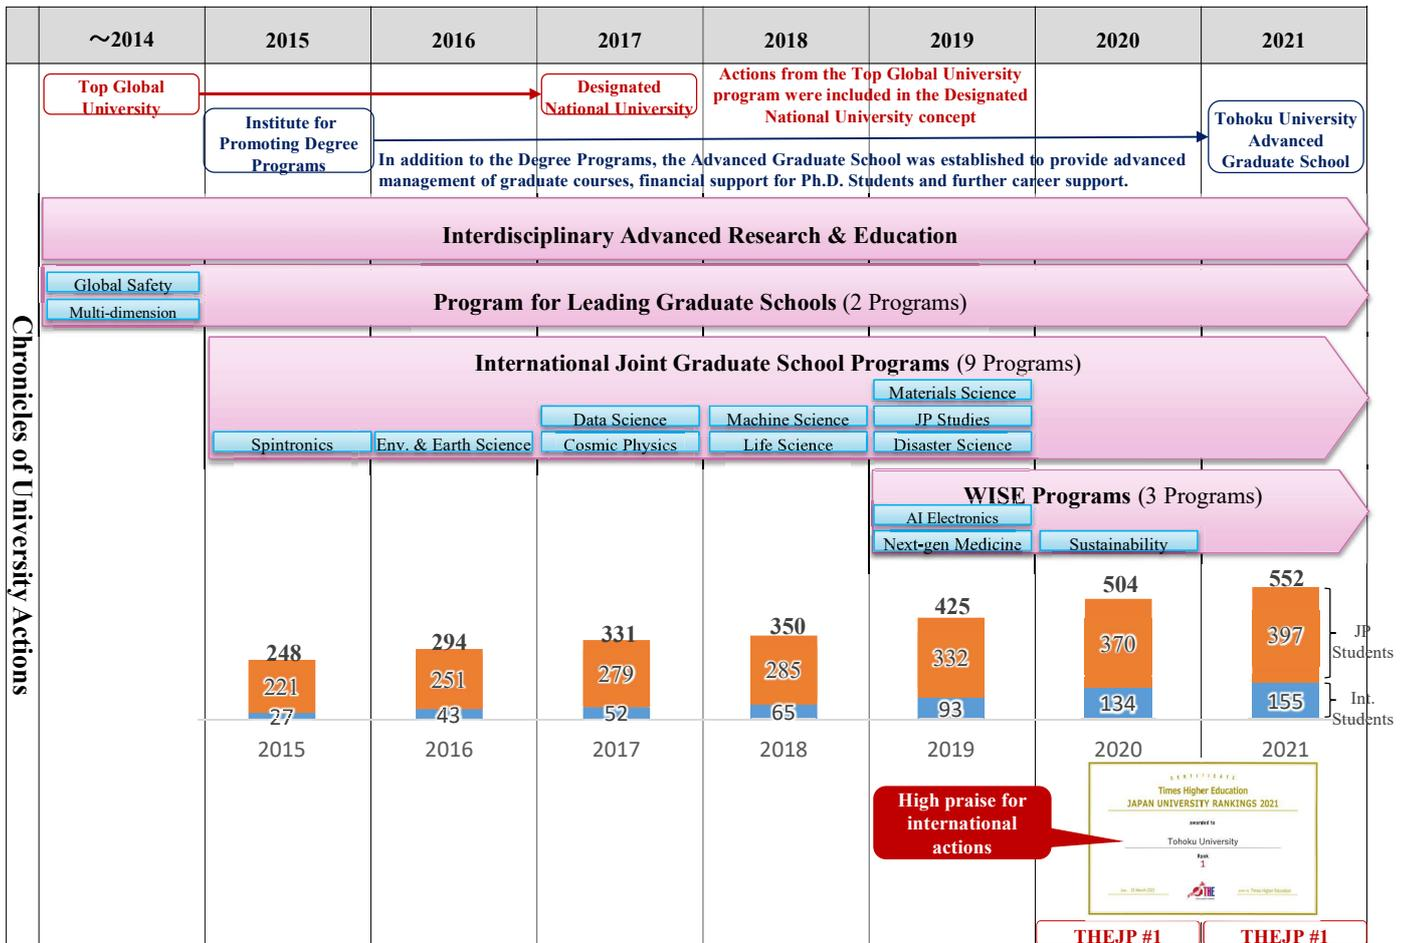 ~2014 2015 2016 2017 2018 2019 2020 2021
Chronicles of University Actions
Top Global
University
Designated
National University
Actions from the Top Global University
program were included in the Designated
National University concept
Institute for
Promoting Degree
Programs
Tohoku University
Advanced
Graduate School
In addition to the Degree Programs, the Advanced Graduate School was established to provide advanced
management of graduate courses, financial support for Ph.D. Students and further career support.
Interdisciplinary Advanced Research & Education
Global Safety
Multi-dimension
Program for Leading Graduate Schools (2 Programs)
International Joint Graduate School Programs (9 Programs)
Materials Science
Data Science Machine Science JP Studies
Spintronics Env. & Earth Science Cosmic Physics Life Science Disaster Science
WISE Programs (3 Programs)
AI Electronics
Next-gen Medicine Sustainability
248 294 331 350 425 504 552
221 251 279 285 332 370 397
27 43 52 65 93 134 155
JP
Students
Int.
Students
2015 2016 2017 2018 2019 2020 2021
High praise for
international
actions
CERTIFICATE
Times Higher Education
JAPAN UNIVERSITY RANKINGS 2021
awarded to
Tohoku University
Rank
1
THE
Times Higher Education
THEJP #1 THEJP #1